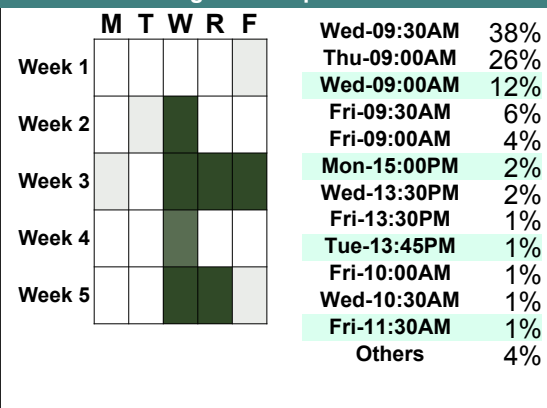 M T W R F
Week 1
Week 2
Week 3
Week 4
Week 5
Wed-09:30AM 38%
Thu-09:30AM 26%
Wed-09:00AM 12%
Fri-09:30AM 6%
Fri-09:00AM 4%
Mon-15:00PM 2%
Wed-13:30PM 2%
Fri-13:30PM 1%
Tue-13:45PM 1%
Fri-10:00AM 1%
Wed-10:30AM 1%
Fri-11:30AM 1%
Others 4%